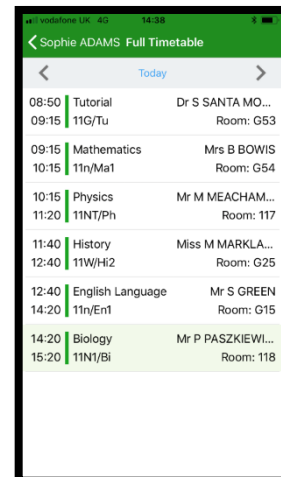 vodafone UK 4G 14:38
Sophie ADAMS Full Timetable
Today
08:50 Tutorial Dr S SANTA MO...
09:15 11G/Tu Room: G53
09:15 Mathematics Mrs B BOWIS
10:15 11n/Ma1 Room: G54
10:15 Physics Mr M MEACHAM...
11:20 11NT/Ph Room: 117
11:40 History Miss M MARKLA...
12:40 11W/Hi2 Room: G25
12:40 English Language Mr S GREEN
14:20 11n/En1 Room: G15
14:20 Biology Mr P PASZKIEWI...
15:20 11N1/Bi Room: 118